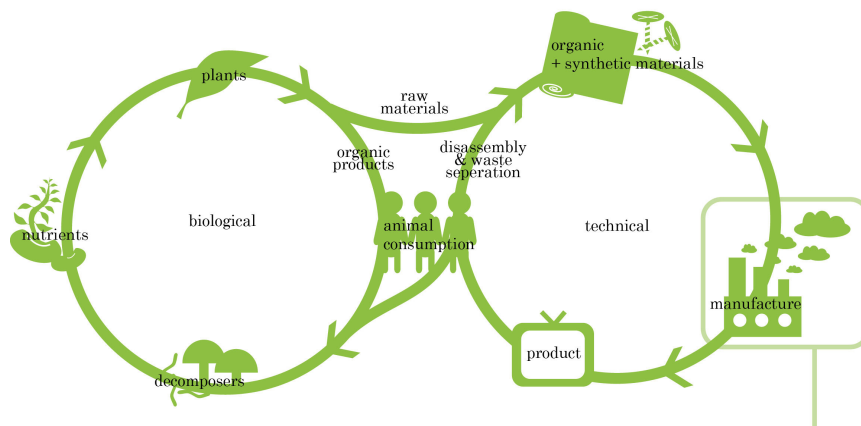 organic
+ synthetic materials
plants
raw
materials
organic
products
disassembly
& waste
seperation
biological
technical
nutrients
animal
consumption
manufacture
product
decomposers